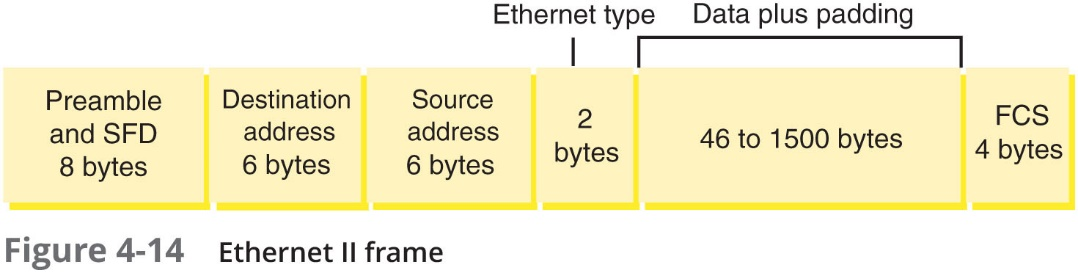 Ethernet type
Data plus padding
Preamble
and SFD
8 bytes
Destination
address
6 bytes
Source
address
6 bytes
2
bytes
46 to 1500 bytes
FCS
4 bytes
Figure 4-14 Ethernet II frame